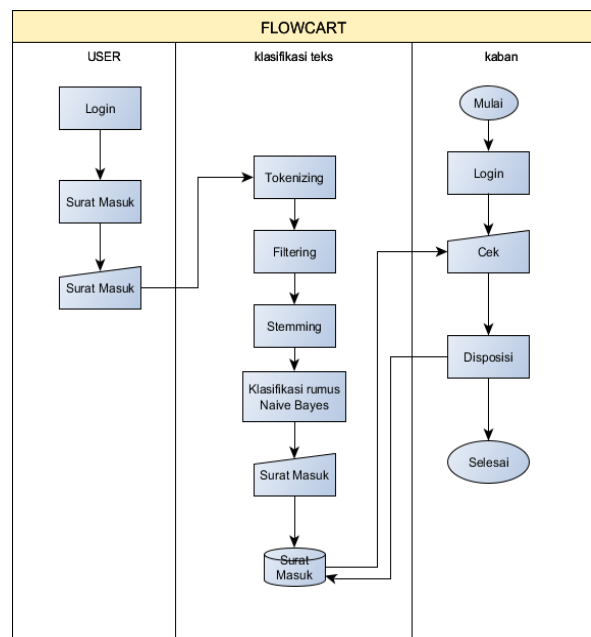 FLOWCART
USER
klasifikasi teks
kaban
Login
Surat Masuk
Surat Masuk
Tokenizing
Filtering
Stemming
Klasifikasi rumus
Naive Bayes
Surat Masuk
Surat
Masuk
Mulai
Login
Cek
Disposisi
Selesai